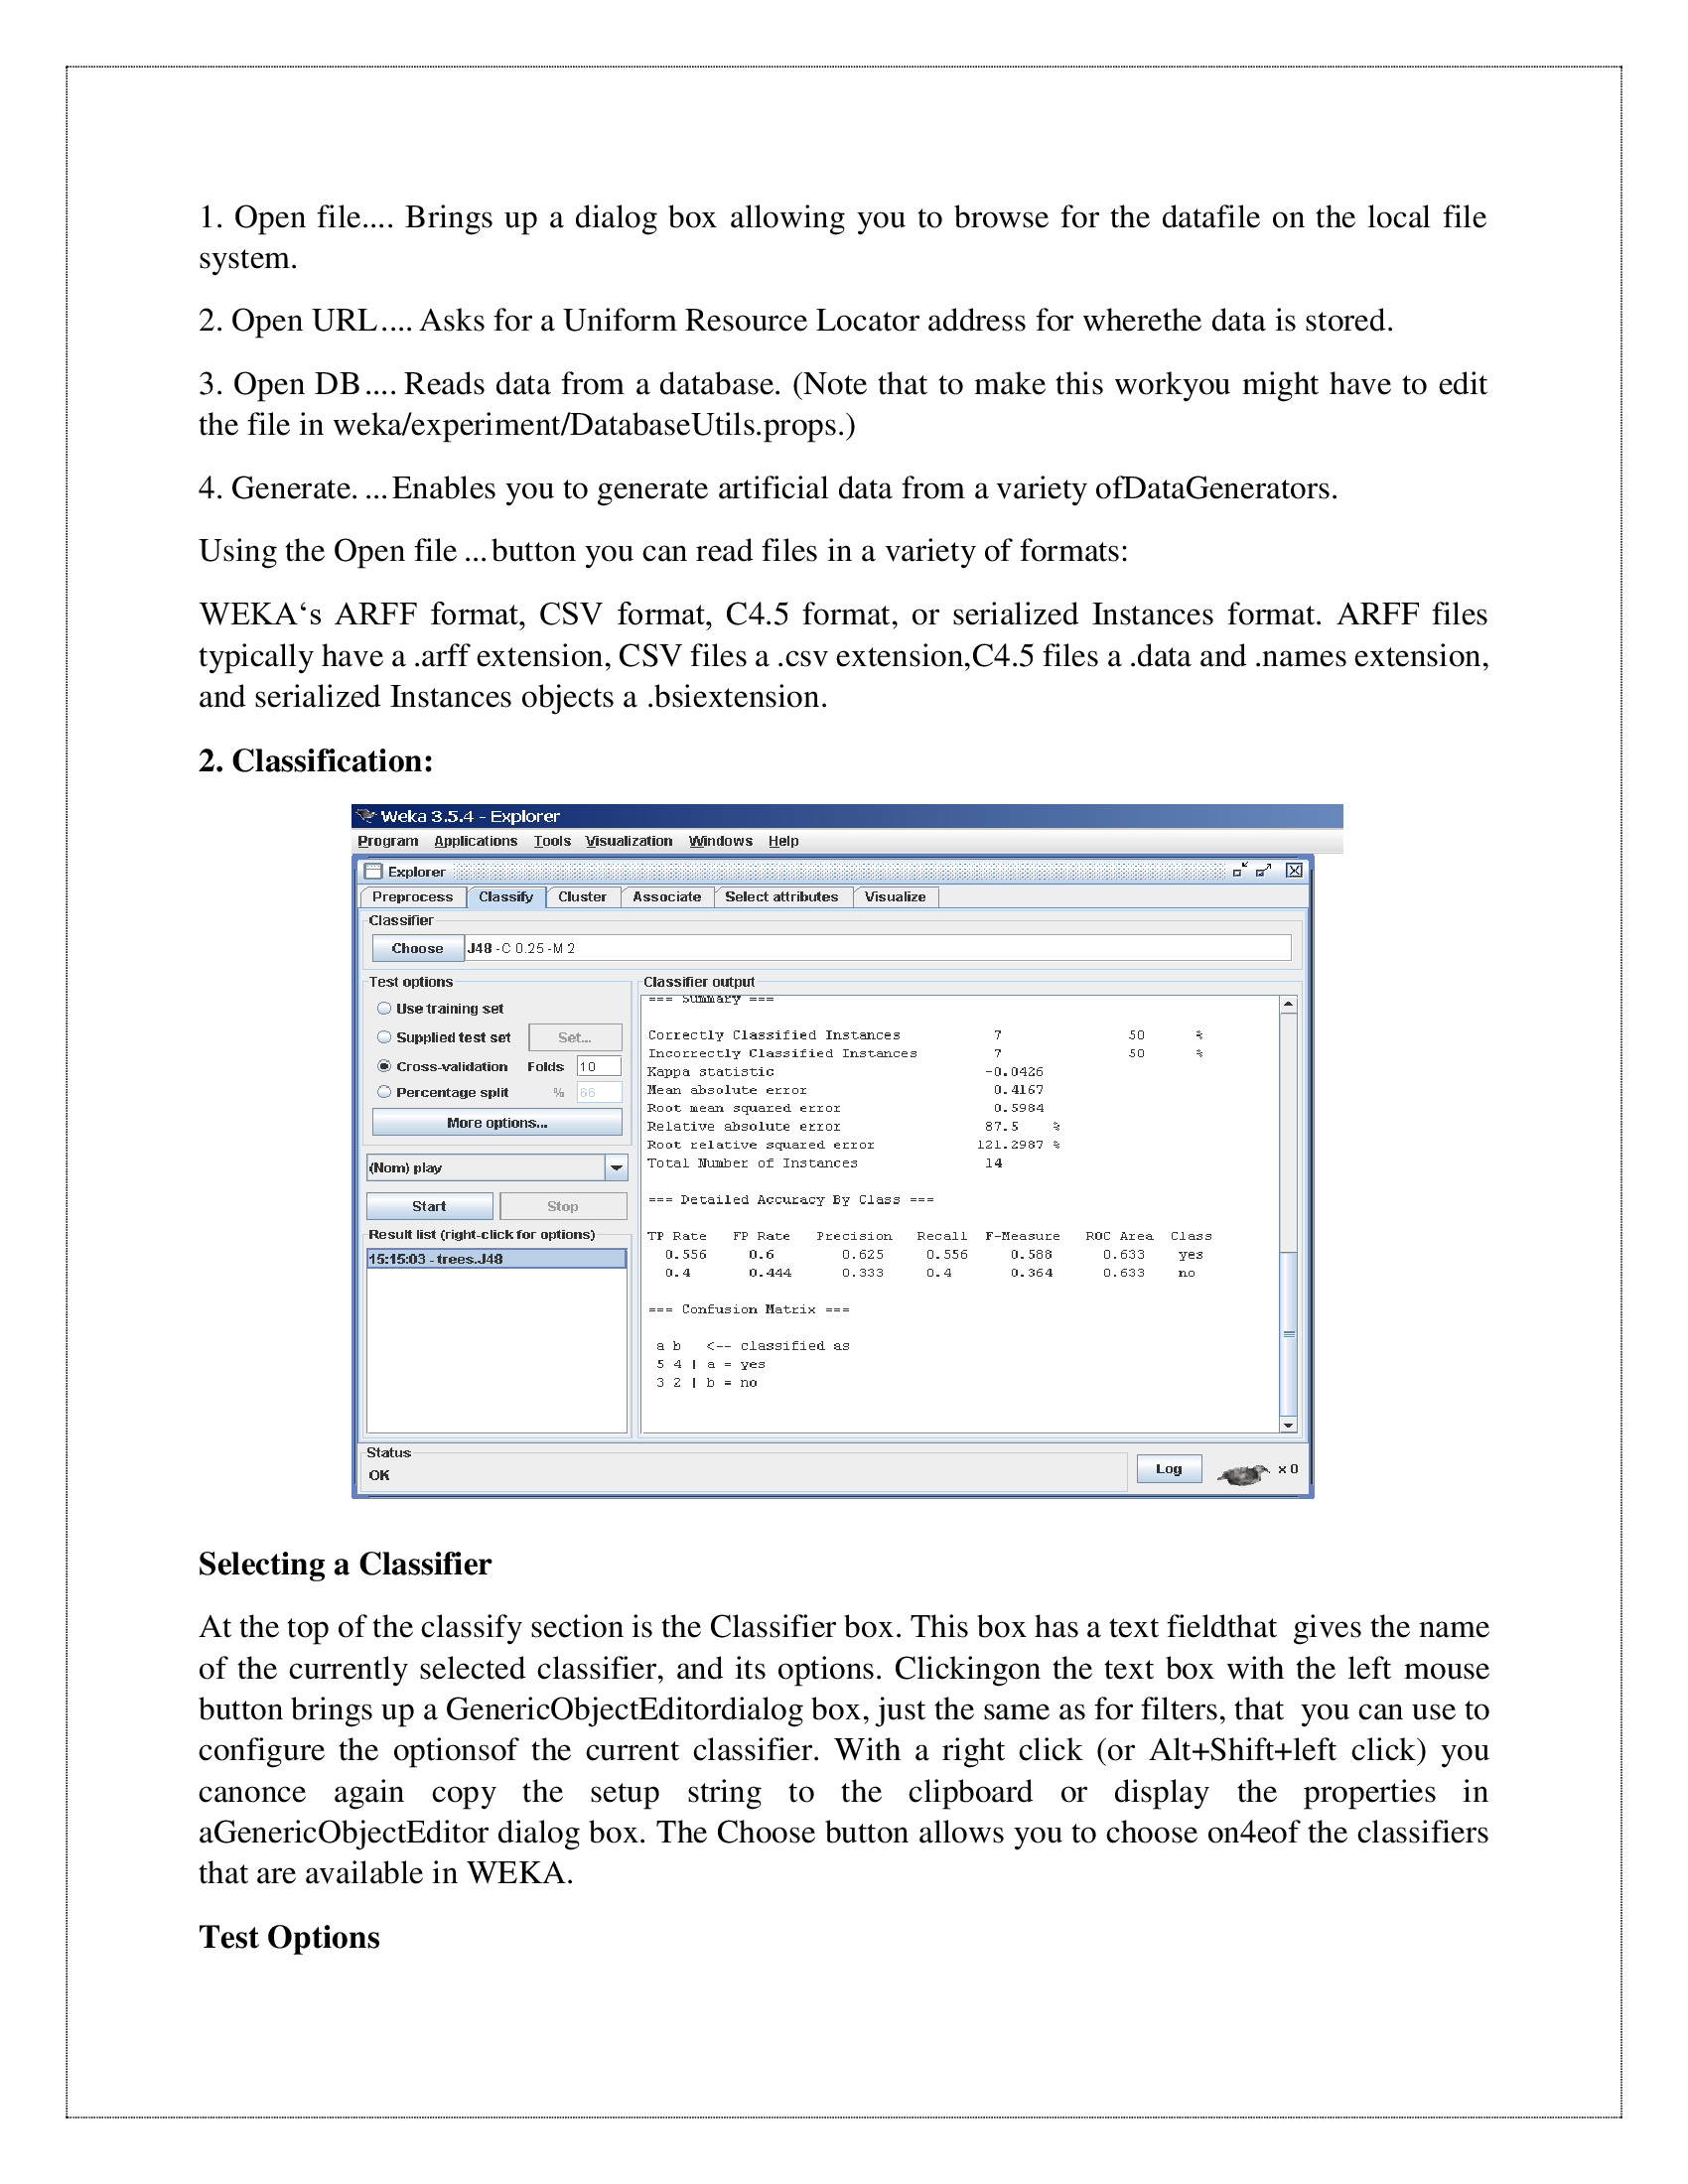 1. Open file.... Brings up a dialog box allowing you to browse for the datafile on the local file
system.
2. Open URL.... Asks for a Uniform Resource Locator address for wherethe data is stored.
3. Open DB.... Reads data from a database. (Note that to make this workyou might have to edit
the file in weka/experiment/DatabaseUtils.props.)
4. Generate. ...Enables you to generate artificial data from a variety ofDataGenerators.
Using the Open file ...button you can read files in a variety of formats:
WEKA‘s ARFF format, CSV format, C4.5 format, or serialized Instances format. ARFF files
typically have a .arff extension, CSV files a .csv extension,C4.5 files a .data and .names extension,
and serialized Instances objects a .bsiextension.
2. Classification:
Weka 3.5.4 - Explorer
Program Applications Tools Visualization Windows Help
Explorer
Preprocess Classify Cluster Associate Select attributes Visualize
Classifier
Choose J48 -C 0.25 -M 2
Test options
Use training set
Supplied test set Set...
Cross-validation Folds 10
Percentage split % 66
More options...
(Nom) play
Start Stop
Result list (right-click for options)
15:15:03 - trees.J48
Classifier output
=== Summary ===
Correctly Classified Instances 7 50 %
Incorrectly Classified Instances 7 50 %
Kappa statistic -0.0426
Mean absolute error 0.4167
Root mean squared error 0.5984
Relative absolute error 87.5 %
Root relative squared error 121.2987 %
Total Number of Instances 14
=== Detailed Accuracy By Class ===
TP Rate FP Rate Precision Recall F-Measure ROC Area Class
0.556 0.6 0.625 0.556 0.588 0.633 yes
0.4 0.444 0.333 0.4 0.364 0.633 no
=== Confusion Matrix ===
a b <-- classified as
5 4 | a = yes
3 2 | b = no
Status
OK
Log x 0
Selecting a Classifier
At the top of the classify section is the Classifier box. This box has a text fieldthat gives the name
of the currently selected classifier, and its options. Clickingon the text box with the left mouse
button brings up a GenericObjectEditordialog box, just the same as for filters, that you can use to
configure the optionsof the current classifier. With a right click (or Alt+Shift+left click) you
canonce again copy the setup string to the clipboard or display the properties in
aGenericObjectEditor dialog box. The Choose button allows you to choose on4eof the classifiers
that are available in WEKA.
Test Options